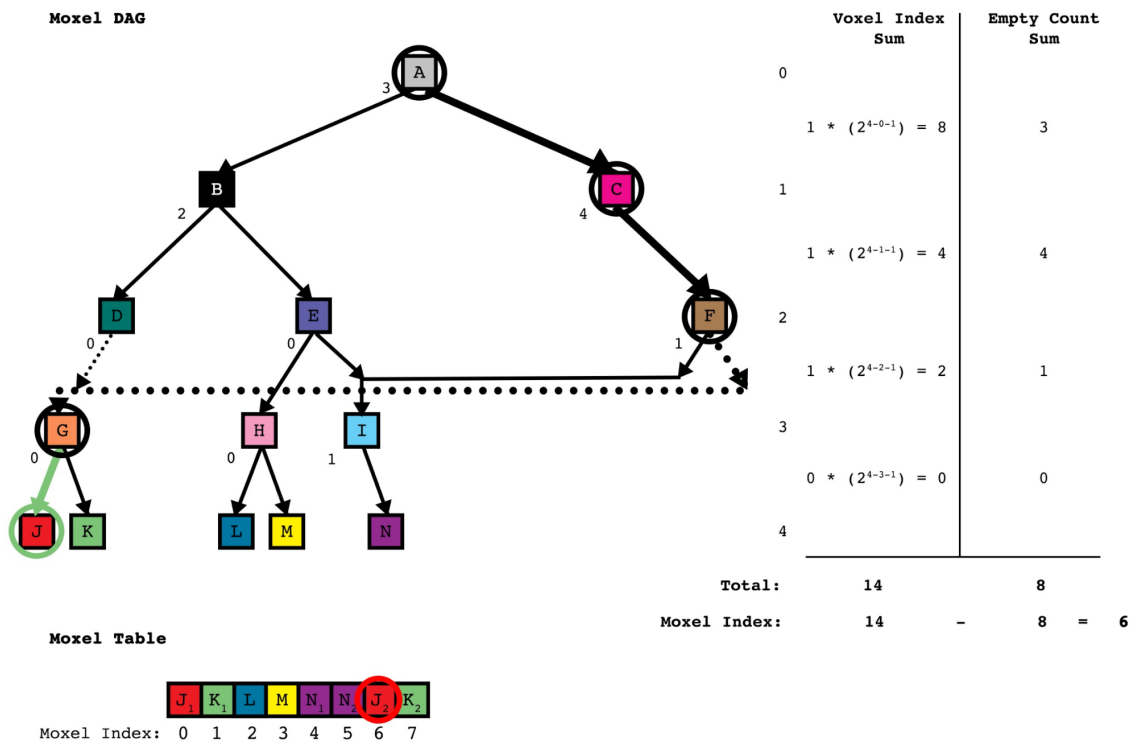 Moxel DAG
Voxel Index Sum
Empty Count Sum
A
3
0
1 * (2^{4-0-1}) = 8
3
B
2
C
4
1
1 * (2^{4-1-1}) = 4
4
D
0
E
0
F
1
2
1 * (2^{4-2-1}) = 2
1
G
0
H
0
I
1
3
0 * (2^{4-3-1}) = 0
0
J
K
L
M
N
4
Total: 14 8
Moxel Index: 14 - 8 = 6
Moxel Table
J₁ K₁ L M N₁ N₂ J₂ K₂
Moxel Index: 0 1 2 3 4 5 6 7